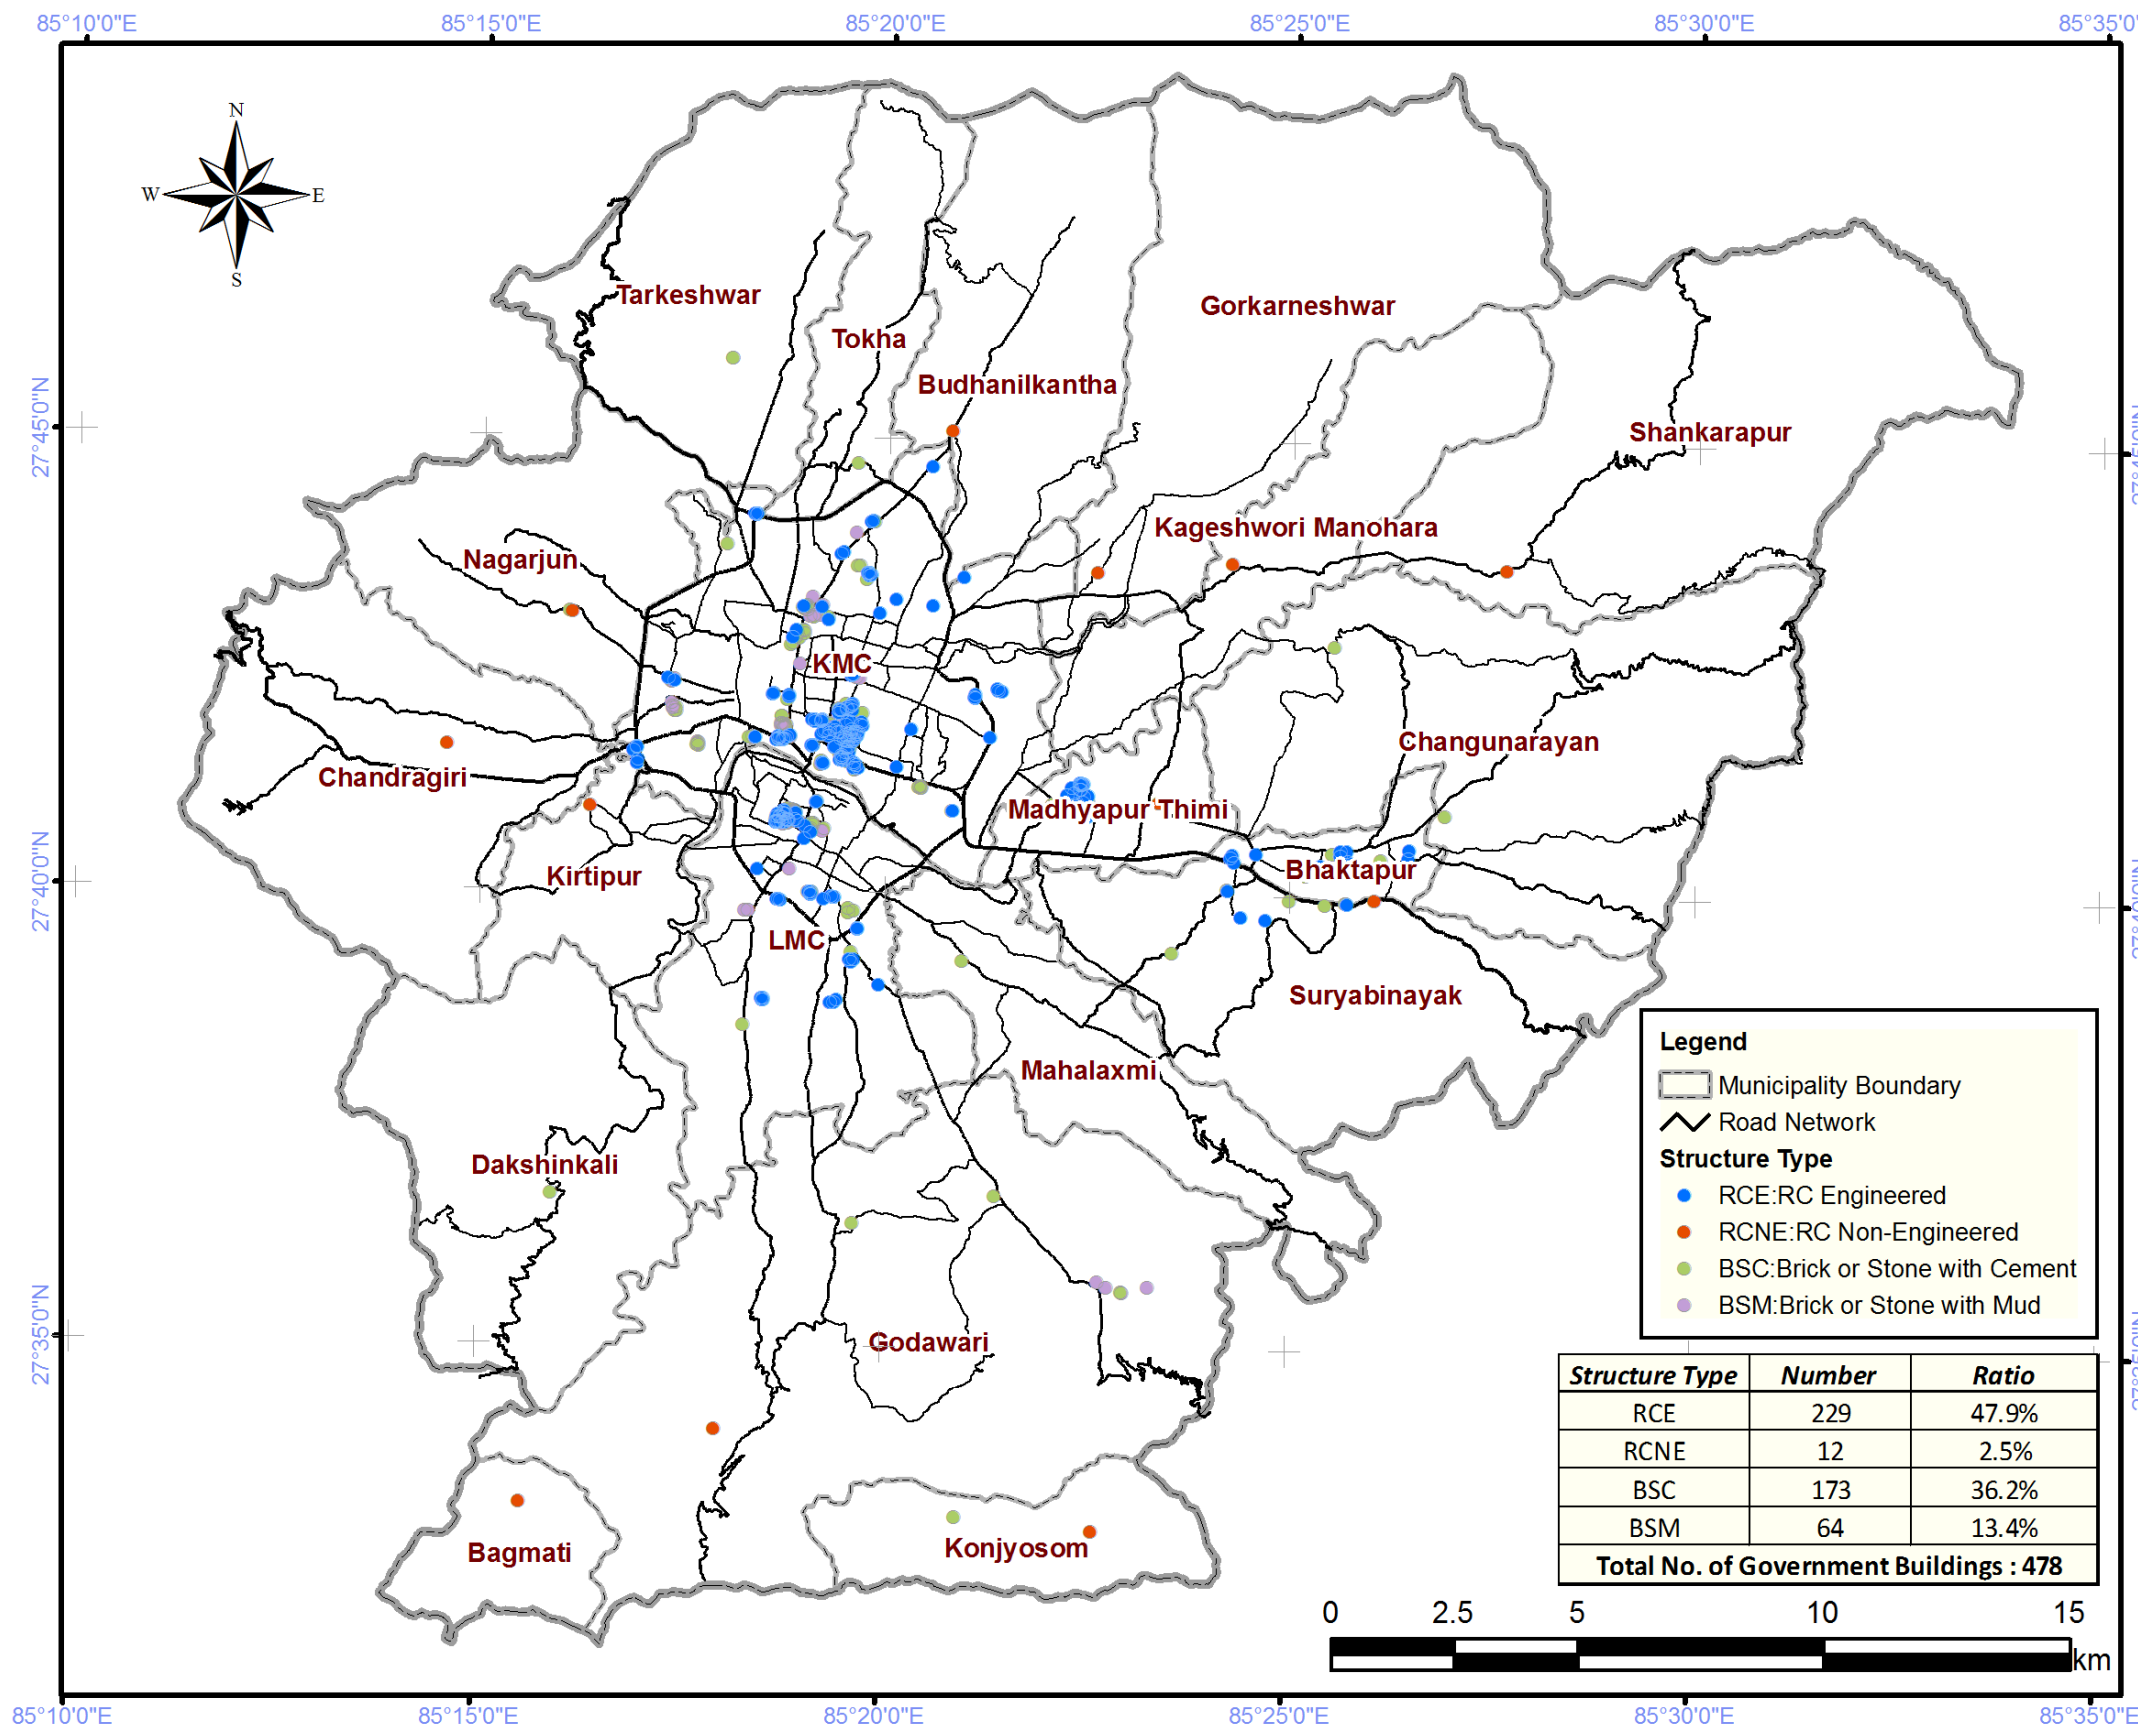 85°10'0"E 85°15'0"E 85°20'0"E 85°25'0"E 85°30'0"E
N
W E
S
27°45'0"N
27°40'0"N
27°35'0"N
Tarkeshwar
Gorkarneshwar
Tokha
Budhanilkantha
Shankarapur
Kageshwori Manohara
Nagarjun
KMC
Changunarayan
Chandragiri
Madhyapur Thimi
Bhaktapur
Kirtipur
LMC
Suryabinayak
Mahalaxmi
Dakshinkali
Godawari
Konjyosom
Bagmati
Legend
Municipality Boundary
Road Network
Structure Type
RCE:RC Engineered
RCNE:RC Non-Engineered
BSC:Brick or Stone with Cement
BSM:Brick or Stone with Mud
Structure Type Number Ratio
RCE 229 47.9%
RCNE 12 2.5%
BSC 173 36.2%
BSM 64 13.4%
Total No. of Government Buildings : 478
0 2.5 5 10 15
km
85°10'0"E 85°15'0"E 85°20'0"E 85°25'0"E 85°30'0"E 85°35'0"E